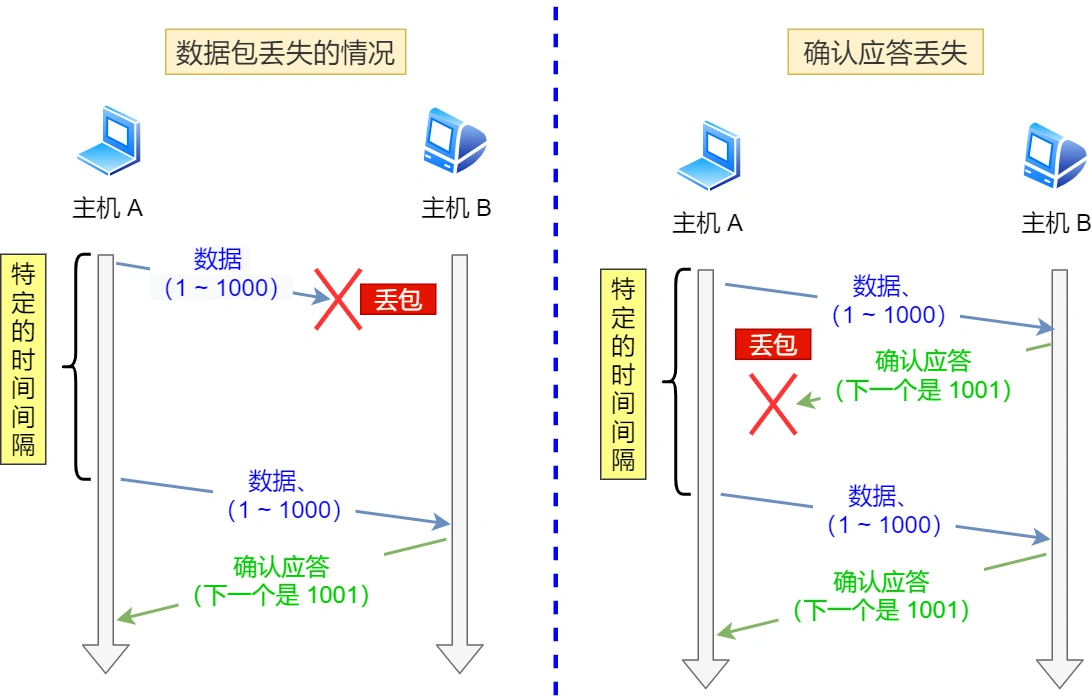 数据包丢失的情况
主机 A
主机 B
特定的时间间隔
数据
（1 ~ 1000）
丢包
数据、
（1 ~ 1000）
确认应答
（下一个是 1001）
确认应答丢失
主机 A
主机 B
特定的时间间隔
数据、
（1 ~ 1000）
丢包
确认应答
（下一个是 1001）
数据、
（1 ~ 1000）
确认应答
（下一个是 1001）